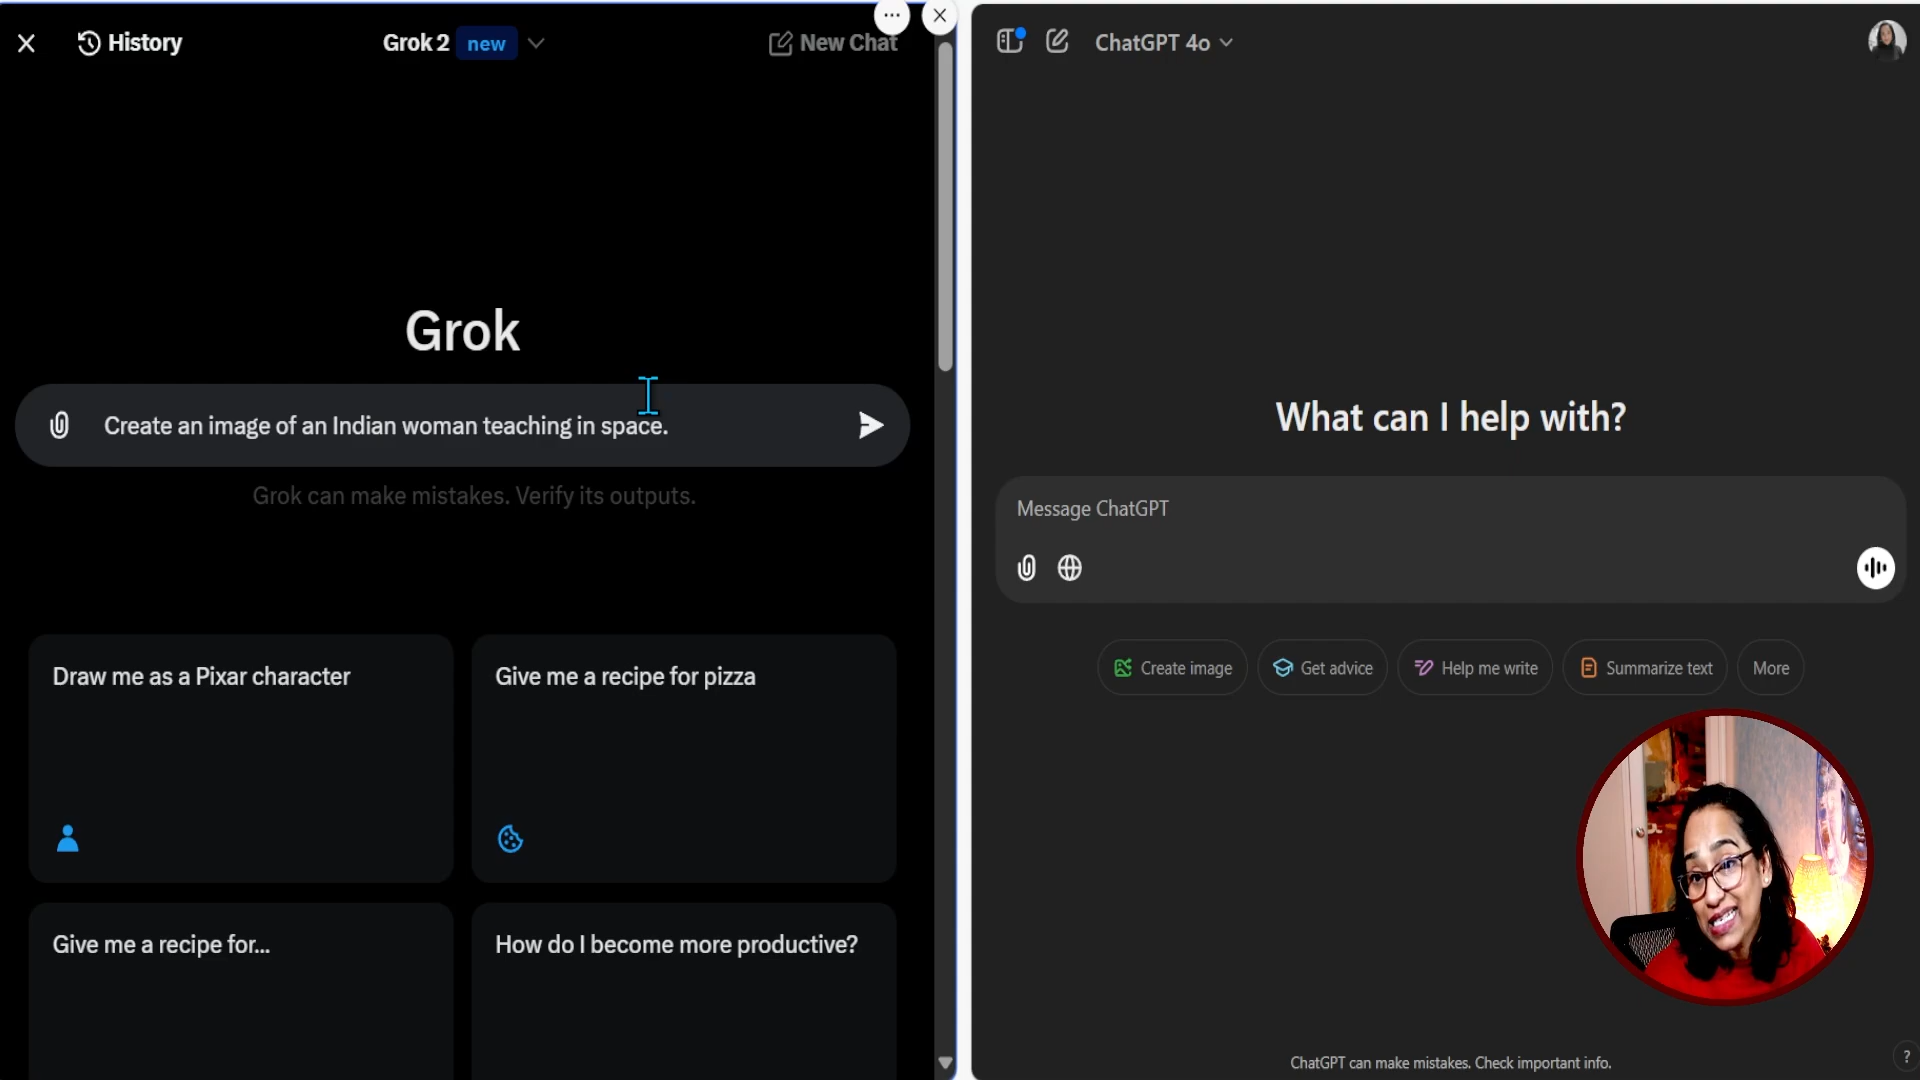 History
Grok 2 new
New Chat
Grok
Create an image of an Indian woman teaching in space.
Grok can make mistakes. Verify its outputs.
Draw me as a Pixar character
Give me a recipe for pizza
Give me a recipe for...
How do I become more productive?
ChatGPT 4o
What can I help with?
Message ChatGPT
Create image
Get advice
Help me write
Summarize text
More
ChatGPT can make mistakes. Check important info.
?